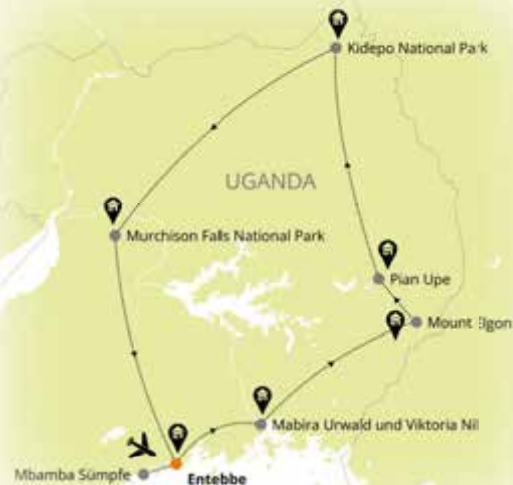 Kidepo National Park
UGANDA
Murchison Falls National Park
Pian Upe
Mount Elgon
Mabira Urwald und Viktoria Nil
Mbamba Sümpfe
Entebbe